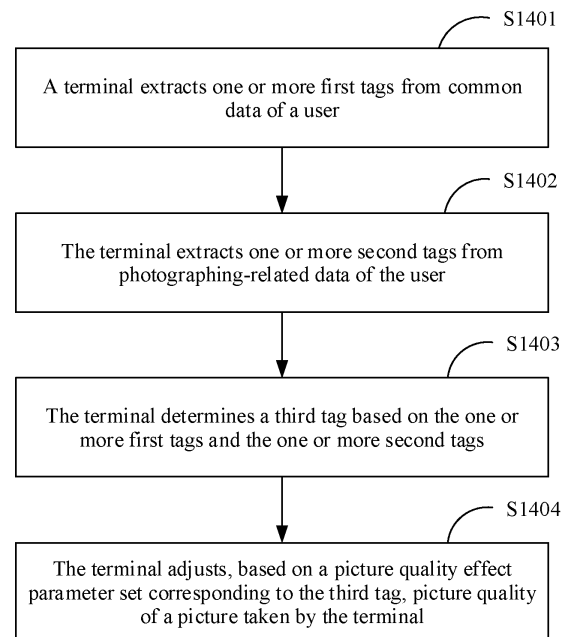 S1401
A terminal extracts one or more first tags from common
data of a user
S1402
The terminal extracts one or more second tags from
photographing-related data of the user
S1403
The terminal determines a third tag based on the one or
more first tags and the one or more second tags
S1404
The terminal adjusts, based on a picture quality effect
parameter set corresponding to the third tag, picture quality
of a picture taken by the terminal